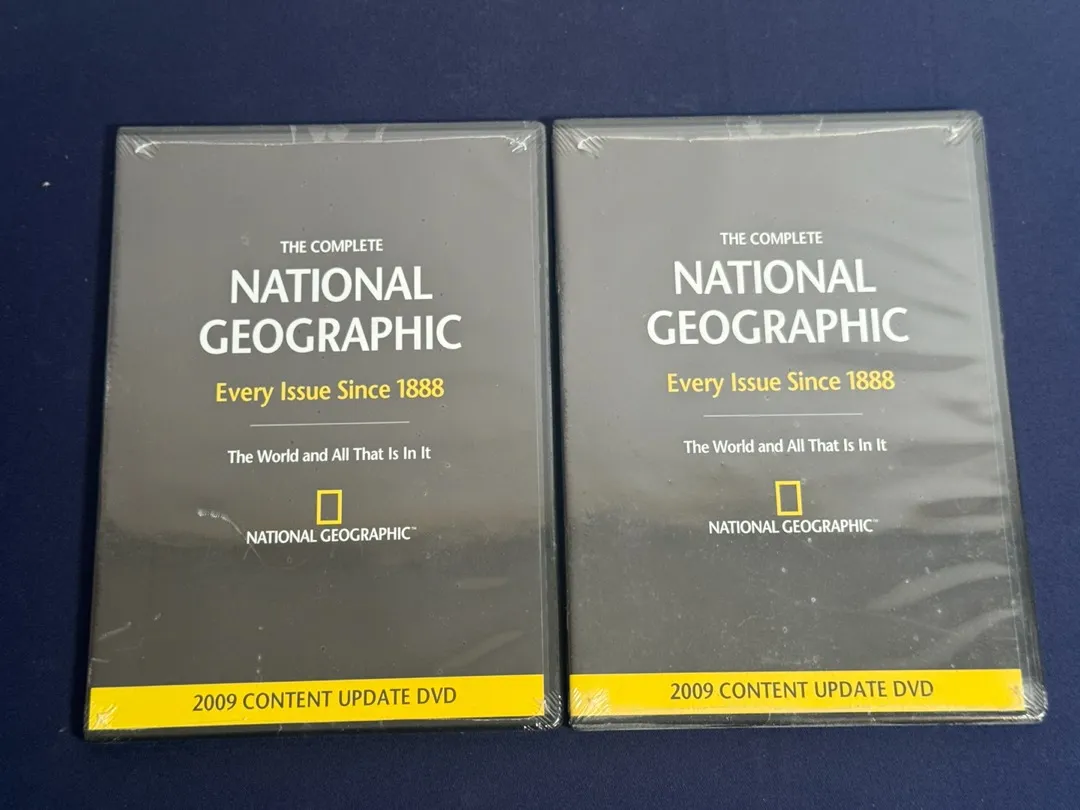 THE COMPLETE
NATIONAL
GEOGRAPHIC
Every Issue Since 1888
The World and All That Is In It
NATIONAL GEOGRAPHIC™
2009 CONTENT UPDATE DVD
THE COMPLETE
NATIONAL
GEOGRAPHIC
Every Issue Since 1888
The World and All That Is In It
NATIONAL GEOGRAPHIC™
2009 CONTENT UPDATE DVD